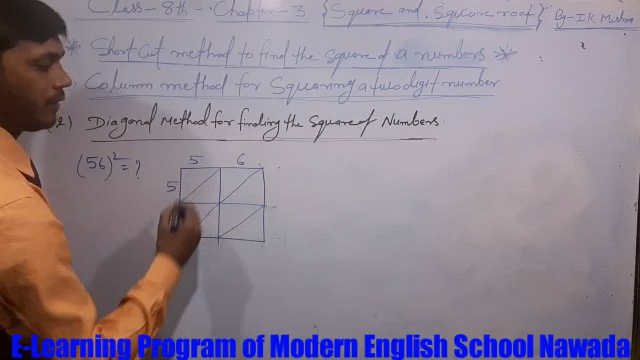 Class-8th- Chapter-3 {Square and Square root} By-I.K.
* Short cut method to find the square of a numbers *
Column method for Squaring a two digit number
2) Diagonal Method for finding the Square of Numbers.
(56)²=?
5 6
5
E-Learning Program of Modern English School Nawada